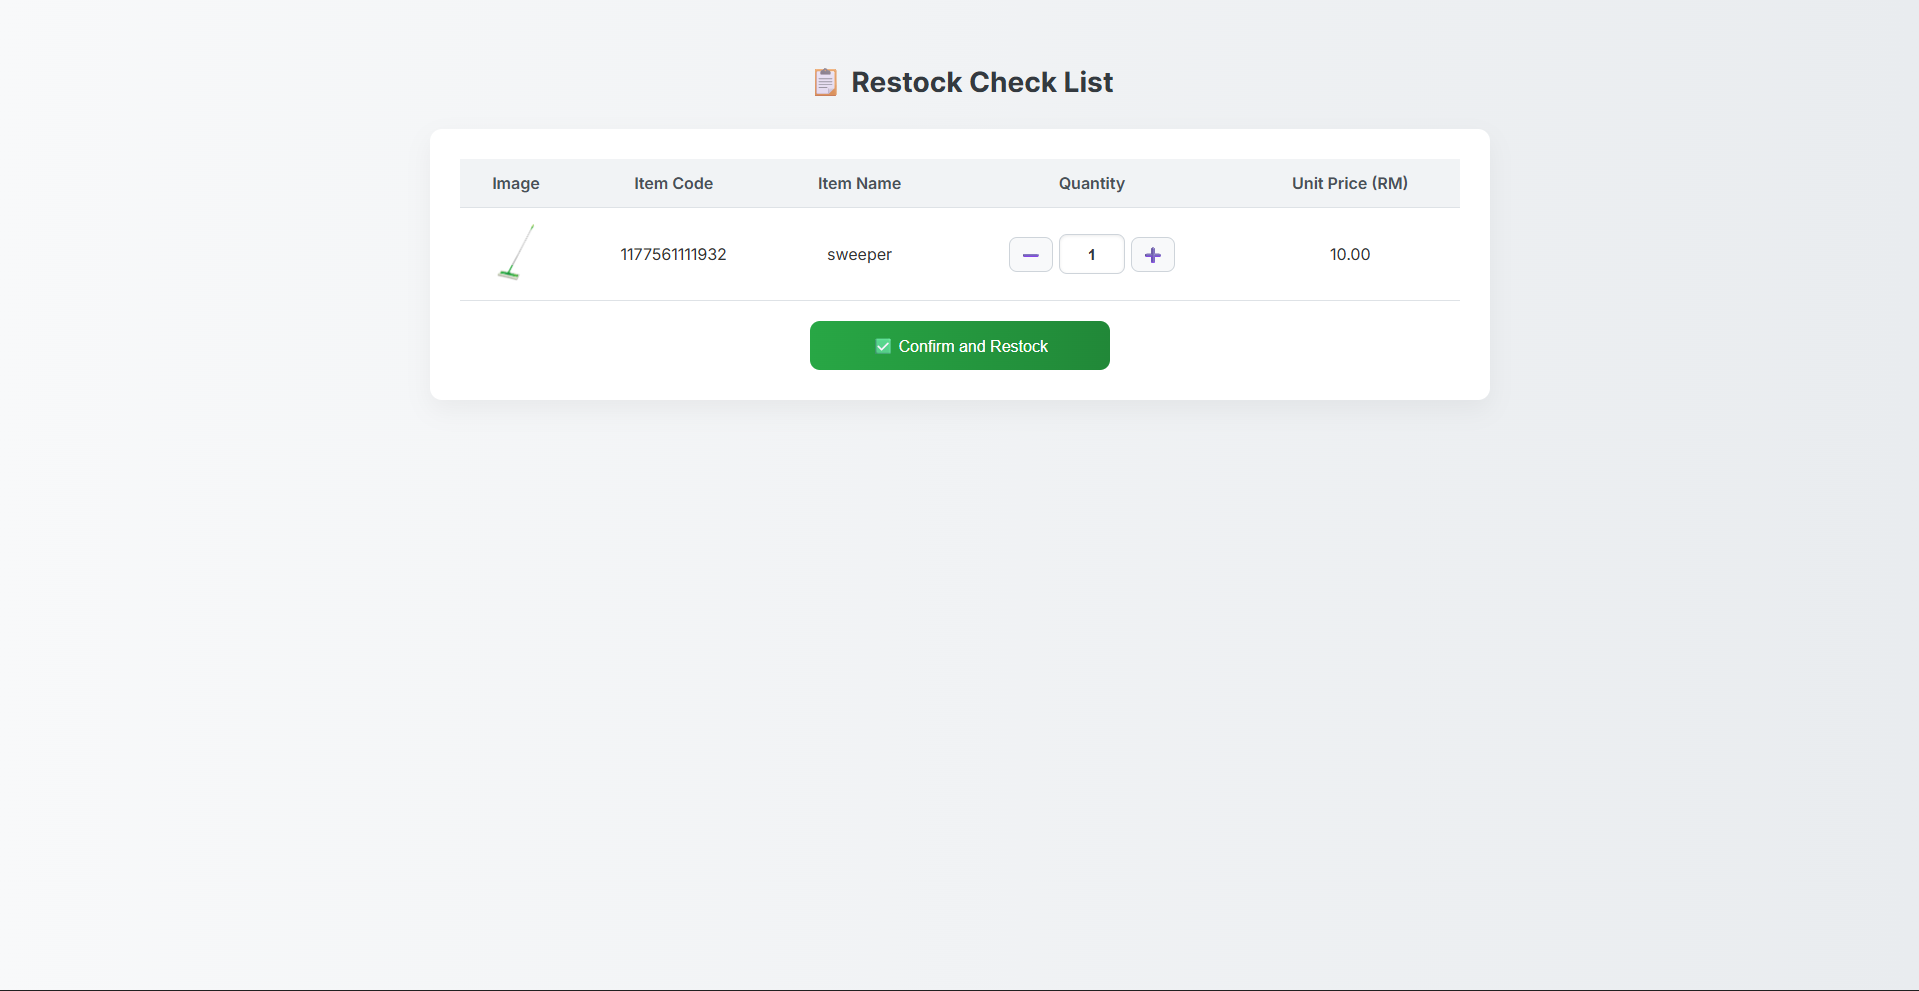 📋 Restock Check List
Image Item Code Item Name Quantity Unit Price (RM)
1177561111932 sweeper 1 10.00
✅ Confirm and Restock